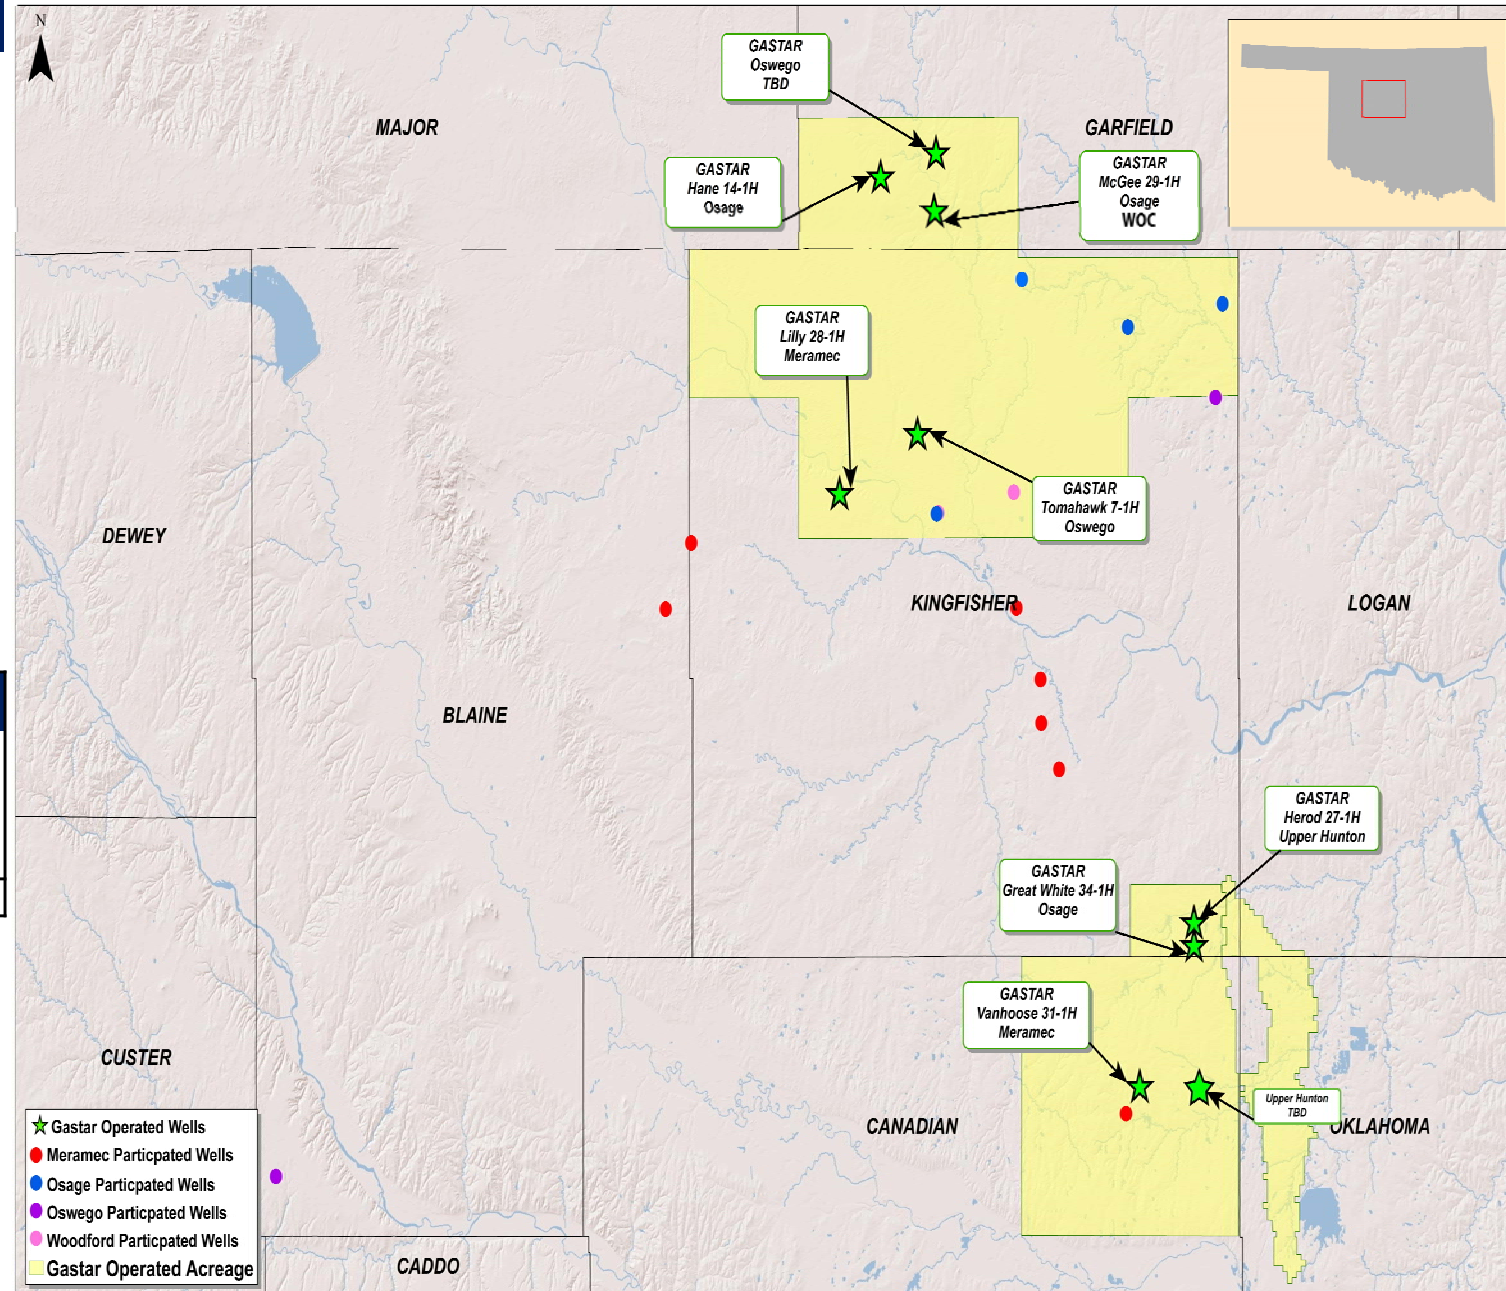 N
GASTAR
Oswego
TBD
MAJOR
GARFIELD
GASTAR
Hane 14-1H
Osage
GASTAR
McGee 29-1H
Osage
WOC
GASTAR
Lilly 28-1H
Meramec
GASTAR
Tomahawk 7-1H
Oswego
DEWEY
KINGFISHER
LOGAN
BLAINE
GASTAR
Herod 27-1H
Upper Hunton
GASTAR
Great White 34-1H
Osage
GASTAR
Vanhoose 31-1H
Meramec
CUSTER
Upper Hunton
TBD
CANADIAN
OKLAHOMA
Gastar Operated Wells
Meramec Particpated Wells
Osage Particpated Wells
Oswego Particpated Wells
Woodford Particpated Wells
Gastar Operated Acreage
CADDO